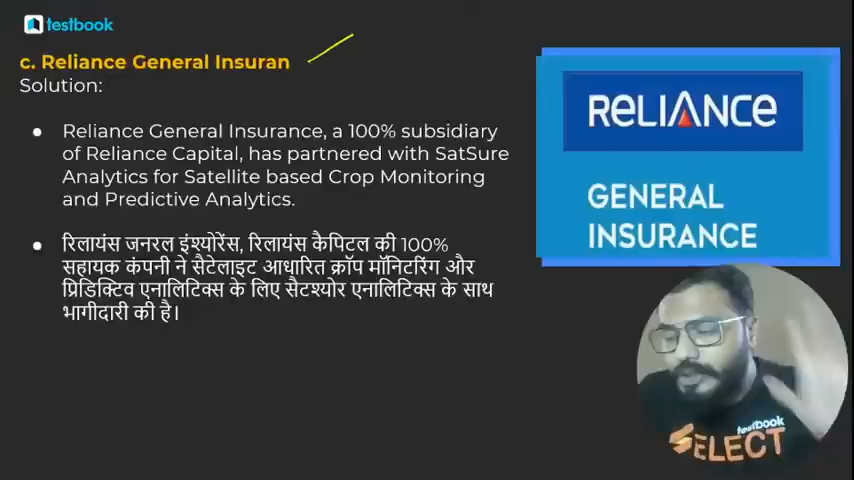 testbook
c. Reliance General Insuran
Solution:
● Reliance General Insurance, a 100% subsidiary
of Reliance Capital, has partnered with SatSure
Analytics for Satellite based Crop Monitoring
and Predictive Analytics.
● रिलायंस जनरल इंश्योरेंस, रिलायंस कैपिटल की 100%
सहायक कंपनी ने सैटेलाइट आधारित क्रॉप मॉनिटरिंग और
प्रिडिक्टिव एनालिटिक्स के लिए सैटश्योर एनालिटिक्स के साथ
भागीदारी की है।
RELIANCE
GENERAL
INSURANCE
testbook
SELECT